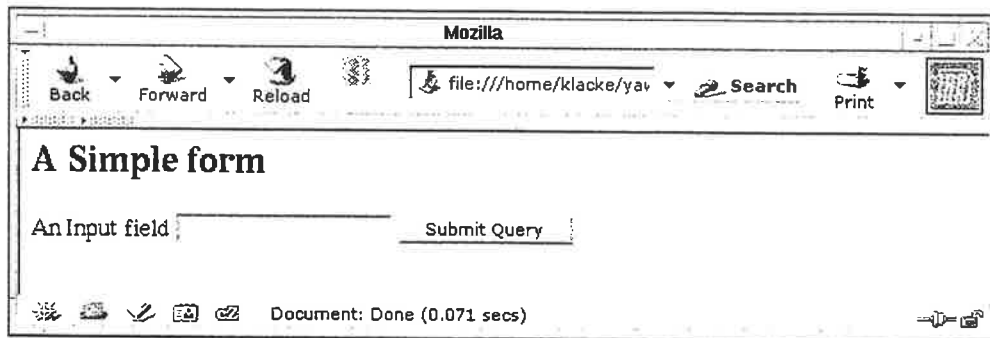 Mozilla
Back Forward Reload file:///home/klacke/yav Search Print
A Simple form
An Input field Submit Query
Document: Done (0.071 secs)